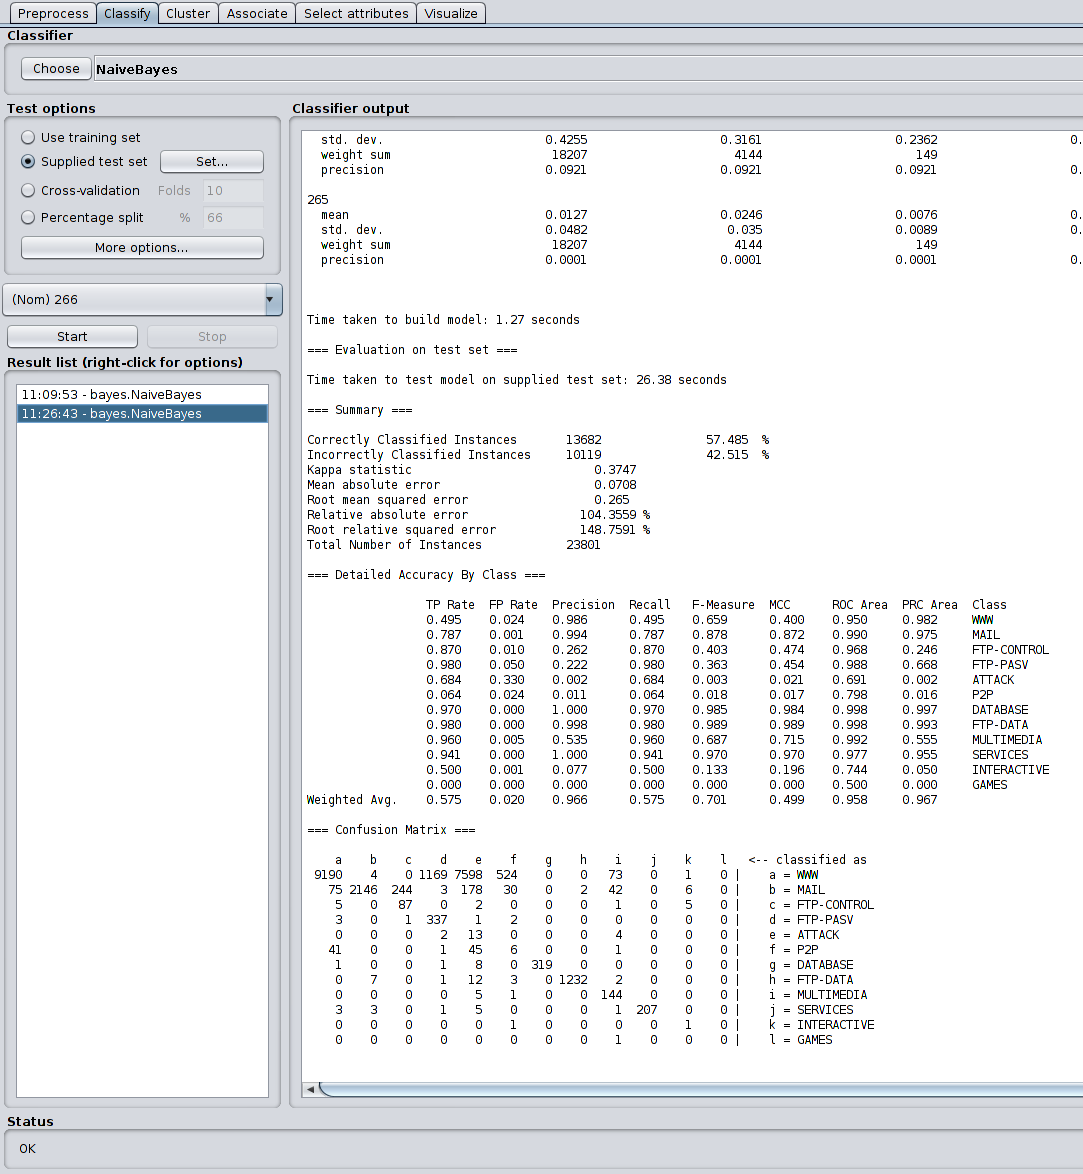 Preprocess Classify Cluster Associate Select attributes Visualize
Classifier
Choose NaiveBayes
Test options
Use training set
Supplied test set Set...
Cross-validation Folds 10
Percentage split % 66
More options...
(Nom) 266
Start Stop
Result list (right-click for options)
11:09:53 - bayes.NaiveBayes
11:26:43 - bayes.NaiveBayes
Classifier output
std. dev. 0.4255 0.3161 0.2362 0.
weight sum 18207 4144 149
precision 0.0921 0.0921 0.0921 0.
265
mean 0.0127 0.0246 0.0076 0.
std. dev. 0.0482 0.035 0.0089 0.
weight sum 18207 4144 149
precision 0.0001 0.0001 0.0001 0.
Time taken to build model: 1.27 seconds
=== Evaluation on test set ===
Time taken to test model on supplied test set: 26.38 seconds
=== Summary ===
Correctly Classified Instances 13682 57.485 %
Incorrectly Classified Instances 10119 42.515 %
Kappa statistic 0.3747
Mean absolute error 0.0708
Root mean squared error 0.265
Relative absolute error 104.3559 %
Root relative squared error 148.7591 %
Total Number of Instances 23801
=== Detailed Accuracy By Class ===
TP Rate FP Rate Precision Recall F-Measure MCC ROC Area PRC Area Class
0.495 0.024 0.986 0.495 0.659 0.400 0.950 0.982 WWW
0.787 0.001 0.994 0.787 0.878 0.872 0.990 0.975 MAIL
0.870 0.010 0.262 0.870 0.403 0.474 0.968 0.246 FTP-CONTROL
0.980 0.050 0.222 0.980 0.363 0.454 0.988 0.668 FTP-PASV
0.684 0.330 0.002 0.684 0.003 0.021 0.691 0.002 ATTACK
0.064 0.024 0.011 0.064 0.018 0.017 0.798 0.016 P2P
0.970 0.000 1.000 0.970 0.985 0.984 0.998 0.997 DATABASE
0.980 0.000 0.998 0.980 0.989 0.989 0.998 0.993 FTP-DATA
0.960 0.005 0.535 0.960 0.687 0.715 0.992 0.555 MULTIMEDIA
0.941 0.000 1.000 0.941 0.970 0.970 0.977 0.955 SERVICES
0.500 0.001 0.077 0.500 0.133 0.196 0.744 0.050 INTERACTIVE
0.000 0.000 0.000 0.000 0.000 0.000 0.500 0.000 GAMES
Weighted Avg. 0.575 0.020 0.966 0.575 0.701 0.499 0.958 0.967
=== Confusion Matrix ===
a b c d e f g h i j k l <-- classified as
9190 4 0 1169 7598 524 0 0 73 0 1 0 | a = WWW
75 2146 244 3 178 30 0 2 42 0 6 0 | b = MAIL
5 0 87 0 2 0 0 0 1 0 5 0 | c = FTP-CONTROL
3 0 1 337 1 2 0 0 0 0 0 0 | d = FTP-PASV
0 0 0 2 13 0 0 0 4 0 0 0 | e = ATTACK
41 0 0 1 45 6 0 0 1 0 0 0 | f = P2P
1 0 0 1 8 0 319 0 0 0 0 0 | g = DATABASE
0 7 0 1 12 3 0 1232 2 0 0 0 | h = FTP-DATA
0 0 0 0 5 1 0 0 144 0 0 0 | i = MULTIMEDIA
3 3 0 1 5 0 0 0 1 207 0 0 | j = SERVICES
0 0 0 0 0 1 0 0 0 0 1 0 | k = INTERACTIVE
0 0 0 0 0 0 0 0 1 0 0 0 | l = GAMES
Status
OK